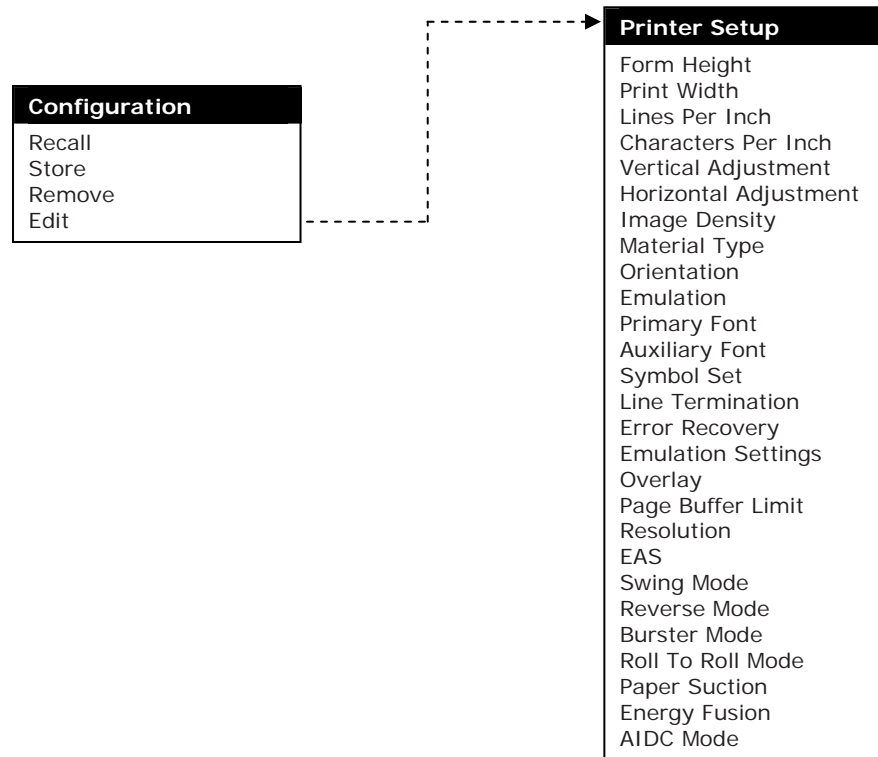 Configuration
Recall
Store
Remove
Edit
Printer Setup
Form Height
Print Width
Lines Per Inch
Characters Per Inch
Vertical Adjustment
Horizontal Adjustment
Image Density
Material Type
Orientation
Emulation
Primary Font
Auxiliary Font
Symbol Set
Line Termination
Error Recovery
Emulation Settings
Overlay
Page Buffer Limit
Resolution
EAS
Swing Mode
Reverse Mode
Burster Mode
Roll To Roll Mode
Paper Suction
Energy Fusion
AIDC Mode